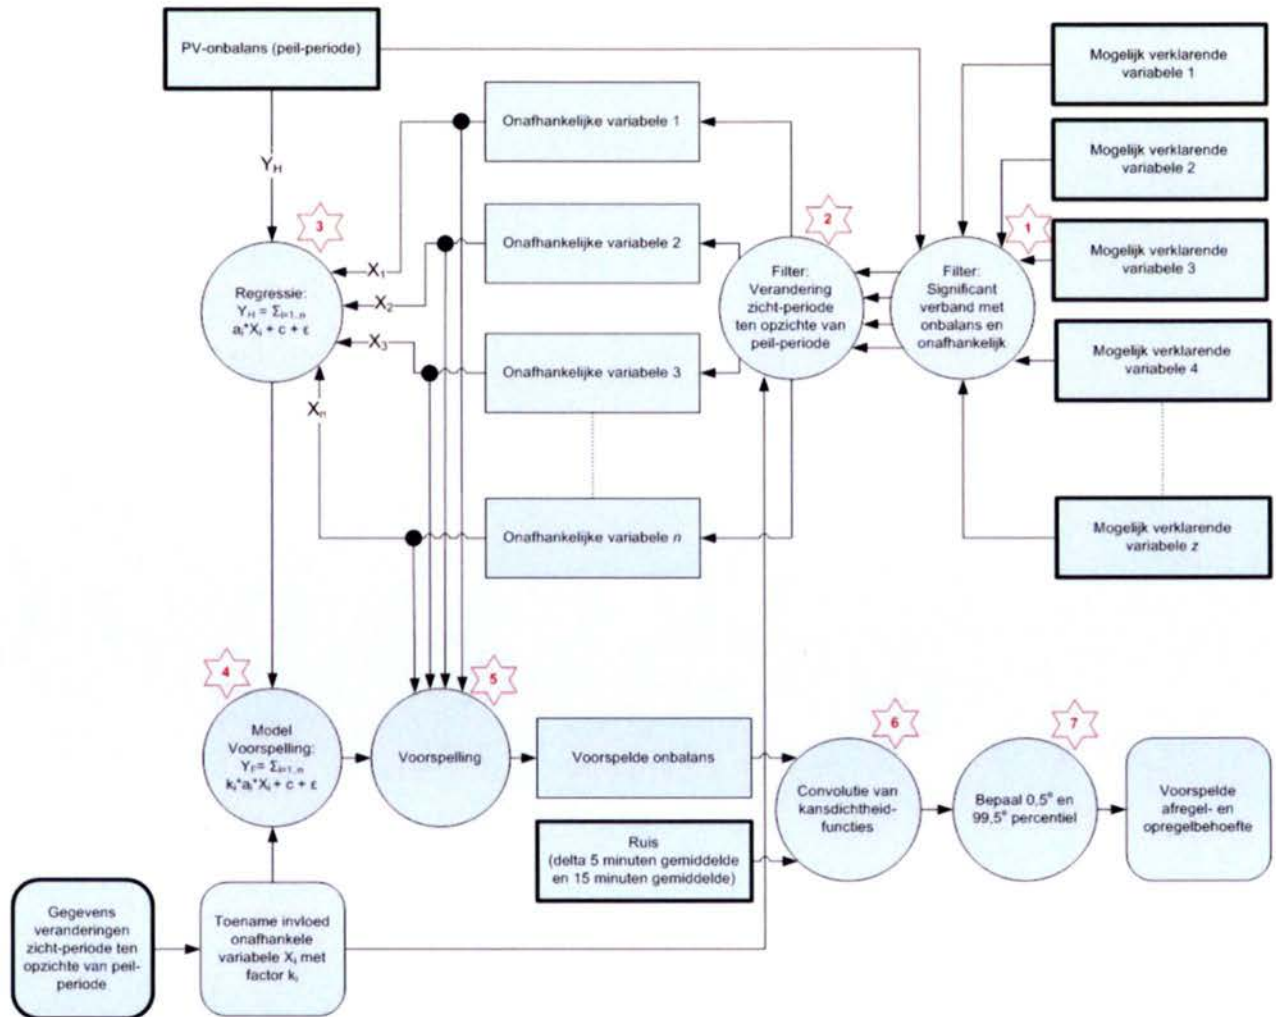 PV-onbalans (peil-periode)
Mogelijk verklarende
variabele 1
Onafhankelijke variabele 1
Mogelijk verklarende
variabele 2
Y_H
3
2
1
Onafhankelijke variabele 2
Mogelijk verklarende
variabele 3
X₁
X₂
X₃
Xₙ
Regressie:
Y_H = Σ_i=1..n
aᵢ*Xᵢ + c + ε
Filter:
Verandering
zicht-periode
ten opzichte van
peil-periode
Filter:
Significant
verband met
onbalans en
onafhankelijk
Onafhankelijke variabele 3
Mogelijk verklarende
variabele 4
Onafhankelijke variabele n
Mogelijk verklarende
variabele z
4
5
6
7
Model
Voorspelling:
Y_F= Σ_i=1..n
kᵢ*aᵢ*Xᵢ + c + ε
Voorspelling
Voorspelde onbalans
Convolutie van
kansdichtheid-
functies
Bepaal 0,5ᵉ en
99,5ᵉ percentiel
Voorspelde
afregel- en
opregelbehoefte
Ruis
(delta 5 minuten gemiddelde
en 15 minuten gemiddelde)
Gegevens
veranderingen
zicht-periode ten
opzichte van peil-
periode
Toename invloed
onafhankele
variabele Xᵢ met
factor kᵢ